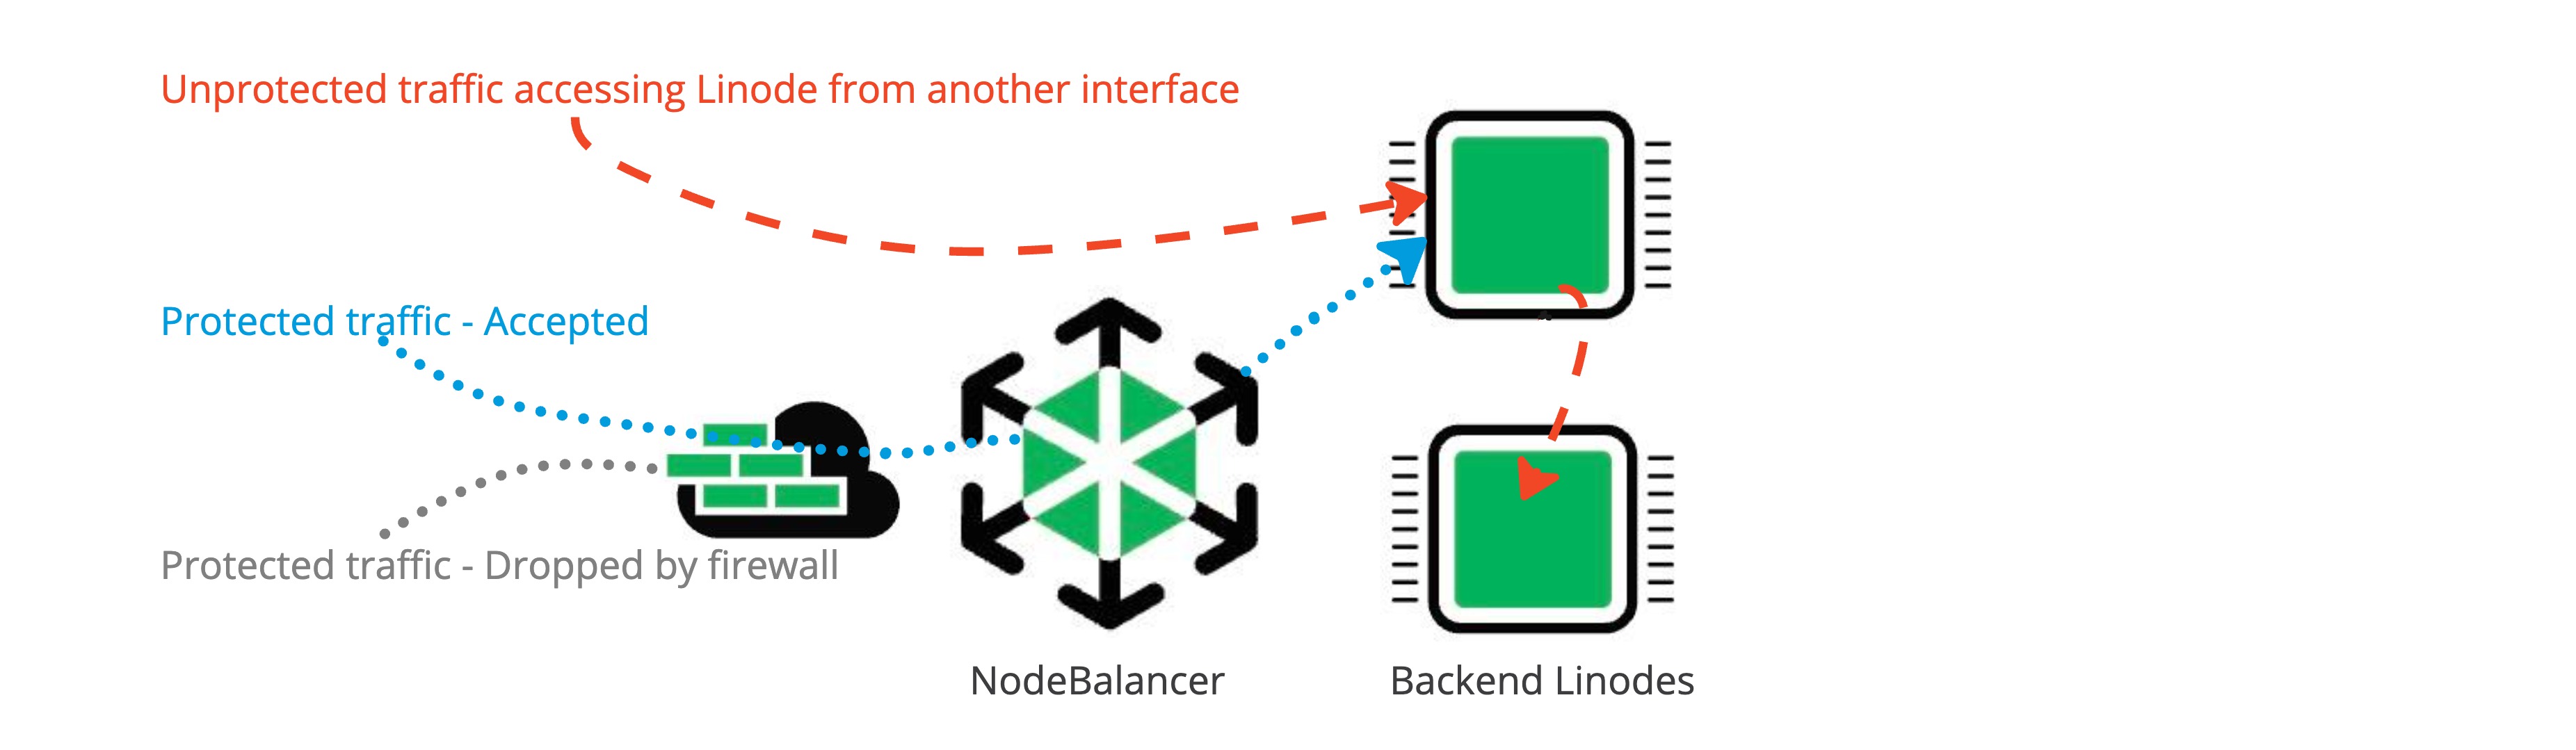 Unprotected traffic accessing Linode from another interface
Protected traffic - Accepted
Protected traffic - Dropped by firewall
NodeBalancer
Backend Linodes